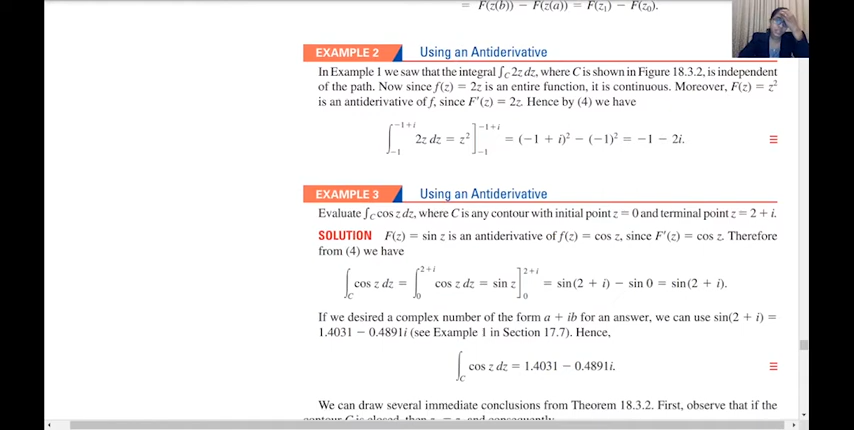 = F(z(b)) − F(z(a)) = F(z₁) − F(z₀).
EXAMPLE 2 Using an Antiderivative
In Example 1 we saw that the integral ∫_C 2z dz, where C is shown in Figure 18.3.2, is independent
of the path. Now since f(z) = 2z is an entire function, it is continuous. Moreover, F(z) = z²
is an antiderivative of f, since F′(z) = 2z. Hence by (4) we have
∫_{−1}^{−1+i} 2z dz = z²]_{−1}^{−1+i} = (−1 + i)² − (−1)² = −1 − 2i.
EXAMPLE 3 Using an Antiderivative
Evaluate ∫_C cos z dz, where C is any contour with initial point z = 0 and terminal point z = 2 + i.
SOLUTION F(z) = sin z is an antiderivative of f(z) = cos z, since F′(z) = cos z. Therefore
from (4) we have
∫_C cos z dz = ∫_0^{2+i} cos z dz = sin z]_0^{2+i} = sin(2 + i) − sin 0 = sin(2 + i).
If we desired a complex number of the form a + ib for an answer, we can use sin(2 + i) =
1.4031 − 0.4891i (see Example 1 in Section 17.7). Hence,
∫_C cos z dz = 1.4031 − 0.4891i.
We can draw several immediate conclusions from Theorem 18.3.2. First, observe that if the